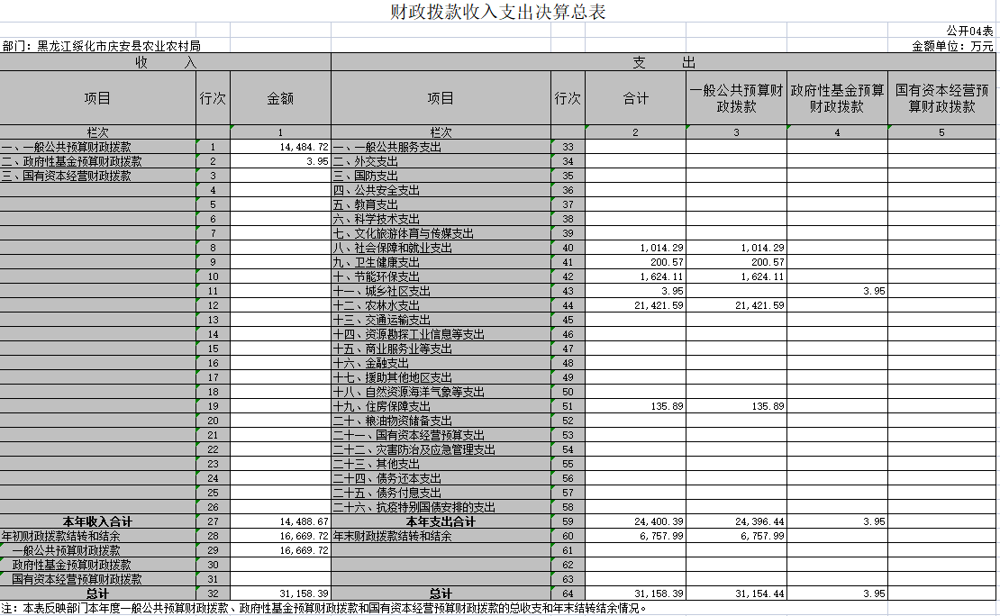 财政拨款收入支出决算总表
公开04表
部门：黑龙江绥化市庆安县农业农村局 金额单位：万元
收 入 支 出
项目 行次 金额 项目 行次 合计 一般公共预算财政拨款 政府性基金预算财政拨款 国有资本经营预算财政拨款
栏次 1 栏次 2 3 4 5
一、一般公共预算财政拨款 1 14,484.72 一、一般公共服务支出 33
二、政府性基金预算财政拨款 2 3.95 二、外交支出 34
三、国有资本经营财政拨款 3 三、国防支出 35
4 四、公共安全支出 36
5 五、教育支出 37
6 六、科学技术支出 38
7 七、文化旅游体育与传媒支出 39
8 八、社会保障和就业支出 40 1,014.29 1,014.29
9 九、卫生健康支出 41 200.57 200.57
10 十、节能环保支出 42 1,624.11 1,624.11
11 十一、城乡社区支出 43 3.95 3.95
12 十二、农林水支出 44 21,421.59 21,421.59
13 十三、交通运输支出 45
14 十四、资源勘探工业信息等支出 46
15 十五、商业服务业等支出 47
16 十六、金融支出 48
17 十七、援助其他地区支出 49
18 十八、自然资源海洋气象等支出 50
19 十九、住房保障支出 51 135.89 135.89
20 二十、粮油物资储备支出 52
21 二十一、国有资本经营预算支出 53
22 二十二、灾害防治及应急管理支出 54
23 二十三、其他支出 55
24 二十四、债务还本支出 56
25 二十五、债务付息支出 57
26 二十六、抗疫特别国债安排的支出 58
本年收入合计 27 14,488.67 本年支出合计 59 24,400.39 24,396.44 3.95
年初财政拨款结转和结余 28 16,669.72 年末财政拨款结转和结余 60 6,757.99 6,757.99
一般公共预算财政拨款 29 16,669.72 61
政府性基金预算财政拨款 30 62
国有资本经营预算财政拨款 31 63
总计 32 31,158.39 总计 64 31,158.39 31,154.44 3.95
注：本表反映部门本年度一般公共预算财政拨款、政府性基金预算财政拨款和国有资本经营预算财政拨款的总收支和年末结转结余情况。